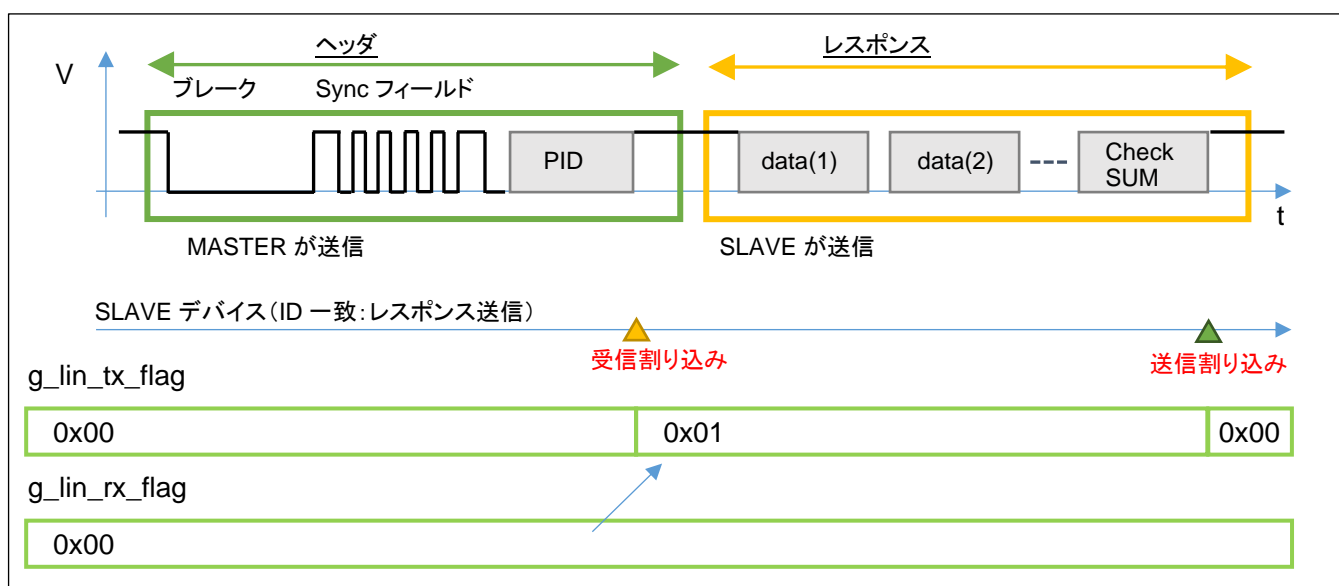 ヘッダ
レスポンス
V
ブレーク
Sync フィールド
PID
data(1)
data(2)
Check
SUM
t
MASTER が送信
SLAVE が送信
SLAVE デバイス(ID 一致:レスポンス送信)
受信割り込み
送信割り込み
g_lin_tx_flag
0x00
0x01
0x00
g_lin_rx_flag
0x00